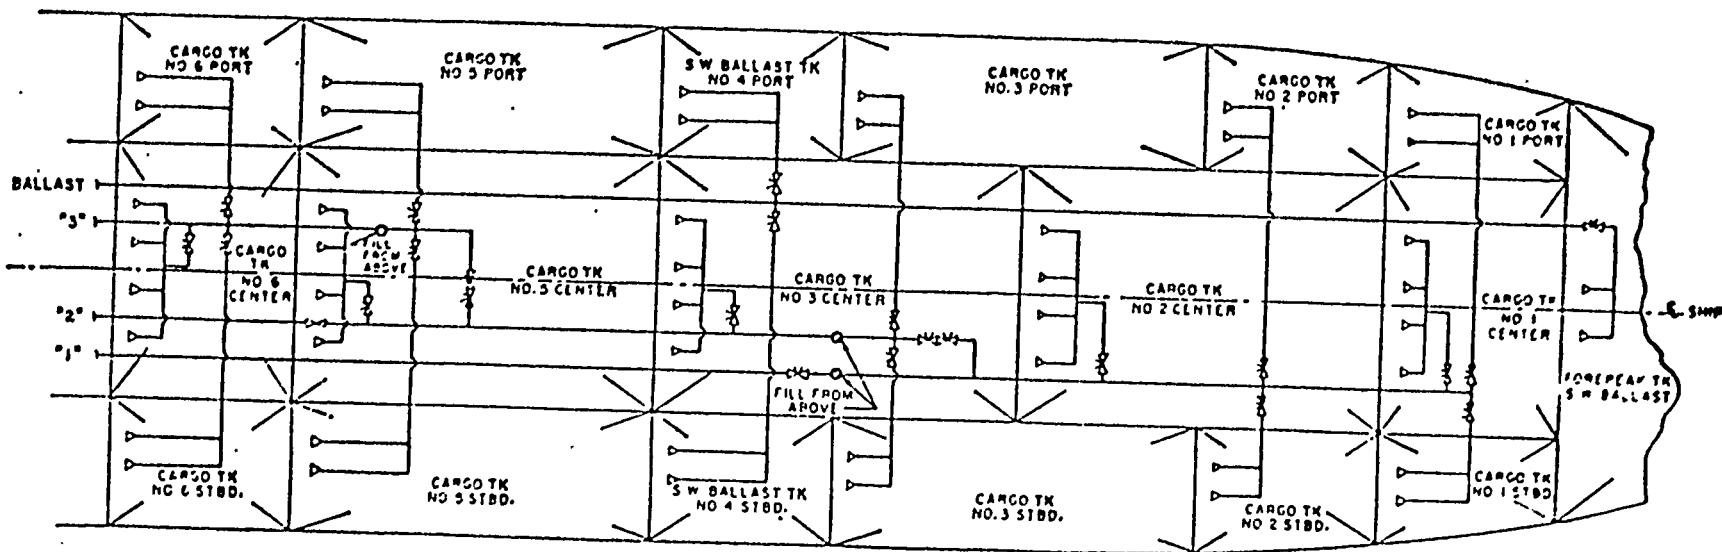 CARGO TK
NO 6 PORT
CARGO TK
NO 5 PORT
S W BALLAST TK
NO 4 PORT
CARGO TK
NO. 3 PORT
CARGO TK
NO 2 PORT
CARGO TK
NO 1 PORT
BALLAST
"3"
"2"
"1"
CARGO
TK
NO 6
CENTER
FILL
FROM
ABOVE
CARGO TK
NO. 5 CENTER
CARGO TK
NO 3 CENTER
CARGO TK
NO 2 CENTER
CARGO TK
NO 1
CENTER
SHIP
FILL FROM
ABOVE
FOREPEAK TK
S W BALLAST
CARGO TK
NO 6 STBD.
CARGO TK
NO 5 STBD.
S W BALLAST TK
NO 4 STBD.
CARGO TK
NO. 3 STBD.
CARGO TK
NO 2 STBD.
CARGO TK
NO 1 STBD